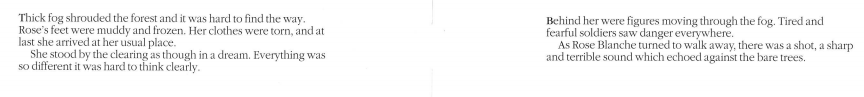 Thick fog shrouded the forest and it was hard to find the way.
Rose's feet were muddy and frozen. Her clothes were torn, and at
last she arrived at her usual place.
She stood by the clearing as though in a dream. Everything was
so different it was hard to think clearly.
Behind her were figures moving through the fog. Tired and
fearful soldiers saw danger everywhere.
As Rose Blanche turned to walk away, there was a shot, a sharp
and terrible sound which echoed against the bare trees.